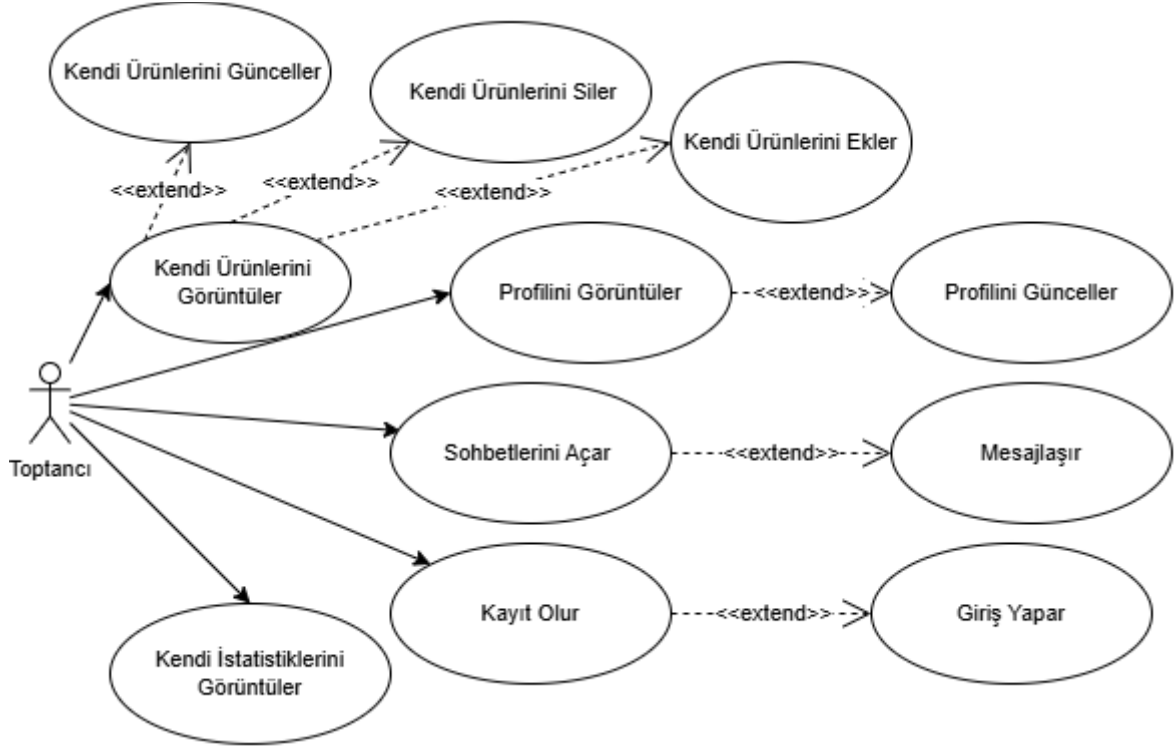 Kendi Ürünlerini Günceller
Kendi Ürünlerini Siler
Kendi Ürünlerini Ekler
<<extend>>
<<extend>>
<<extend>>
Kendi Ürünlerini
Görüntüler
Profilini Görüntüler
<<extend>>
Profilini Günceller
Toptancı
Sohbetlerini Açar
<<extend>>
Mesajlaşır
Kayıt Olur
<<extend>>
Giriş Yapar
Kendi İstatistiklerini
Görüntüler